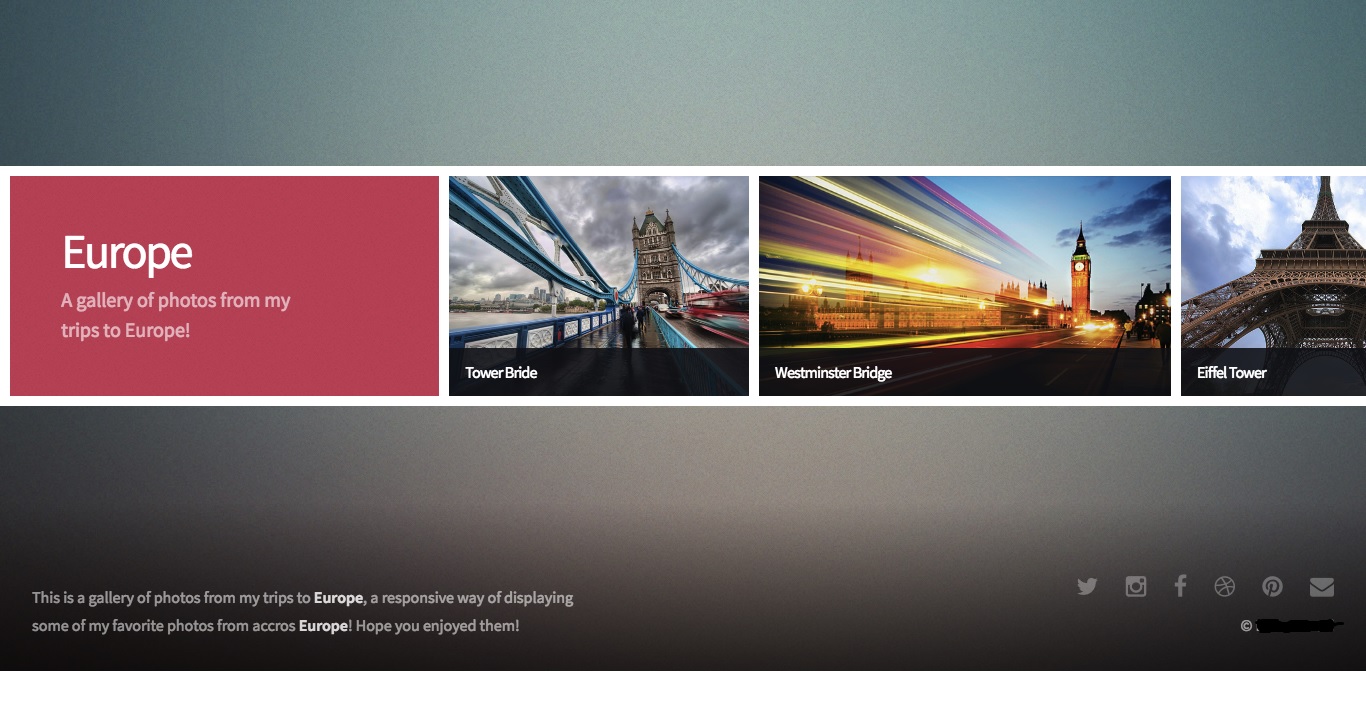 Europe
A gallery of photos from my
trips to Europe!
Tower Bride
Westminster Bridge
Eiffel Tower
This is a gallery of photos from my trips to Europe, a responsive way of displaying
some of my favorite photos from accros Europe! Hope you enjoyed them!
©